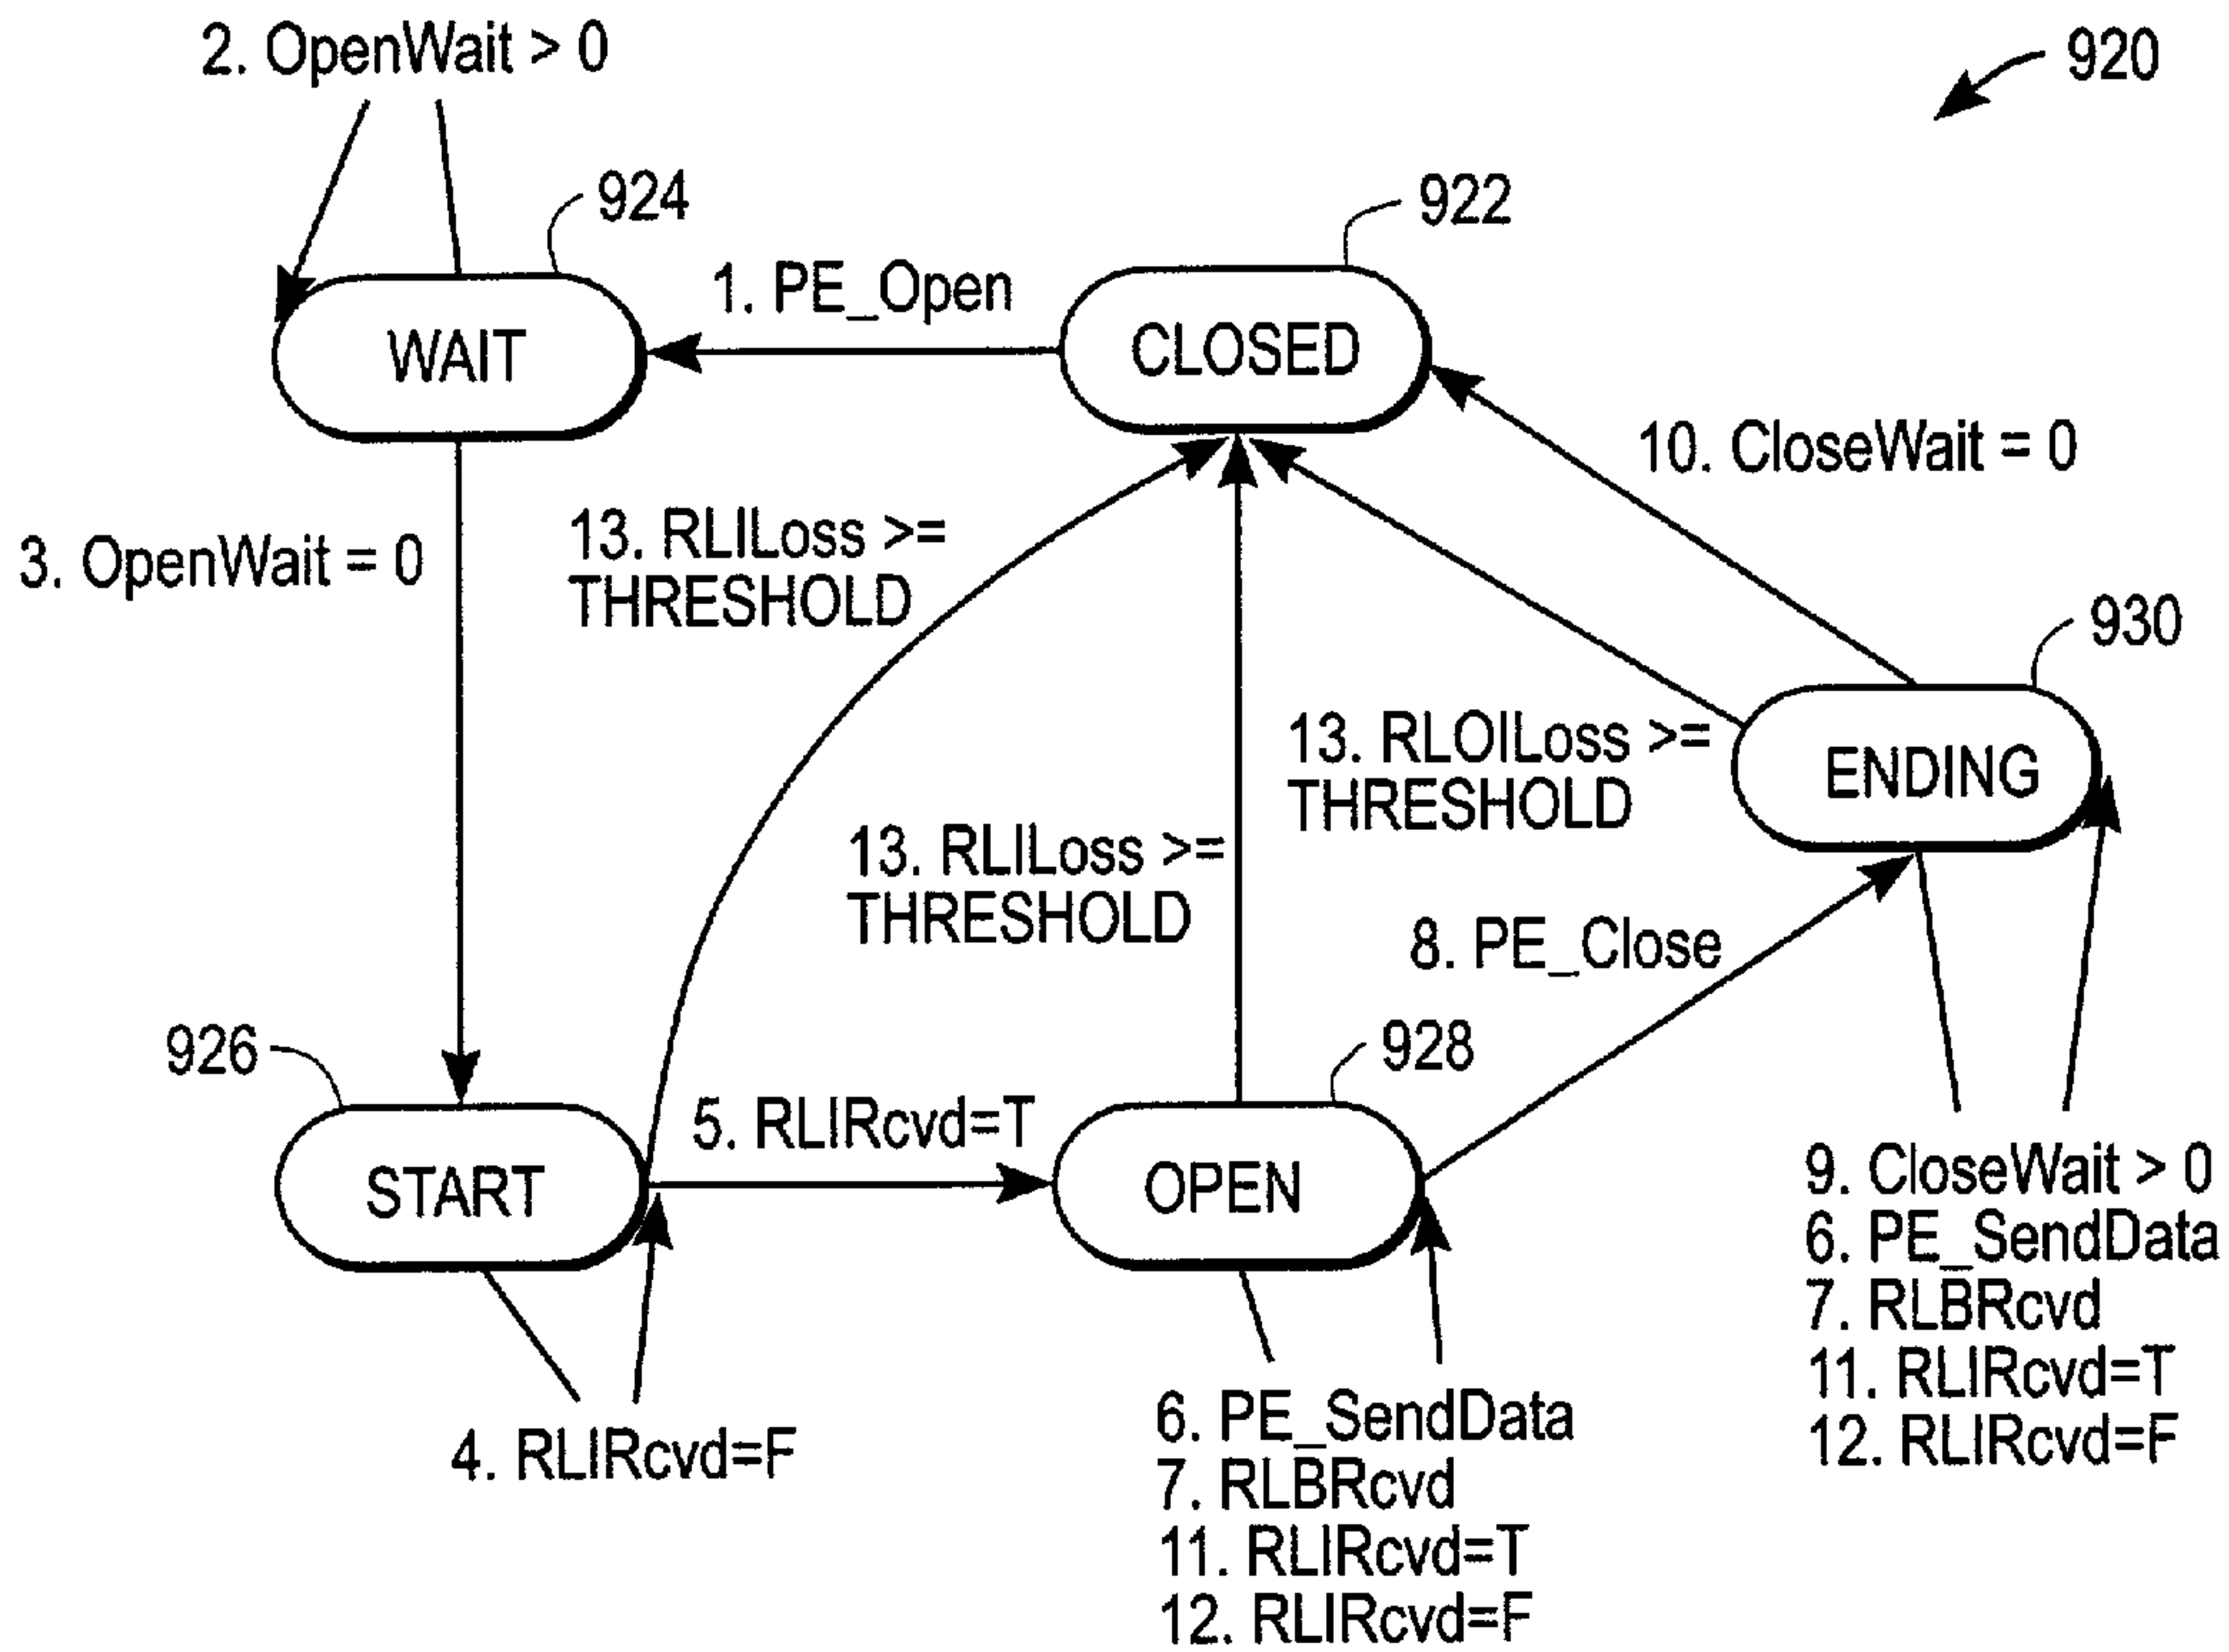 2. OpenWait > 0
920
924
922
1. PE_Open
WAIT
CLOSED
10. CloseWait = 0
3. OpenWait = 0
13. RLILoss >=
THRESHOLD
930
13. RLOILoss >=
THRESHOLD
ENDING
13. RLILoss >=
THRESHOLD
8. PE_Close
926
928
5. RLIRcvd=T
START
OPEN
9. CloseWait > 0
6. PE_SendData
7. RLBRcvd
11. RLIRcvd=T
12. RLIRcvd=F
4. RLIRcvd=F
6. PE_SendData
7. RLBRcvd
11. RLIRcvd=T
12. RLIRcvd=F